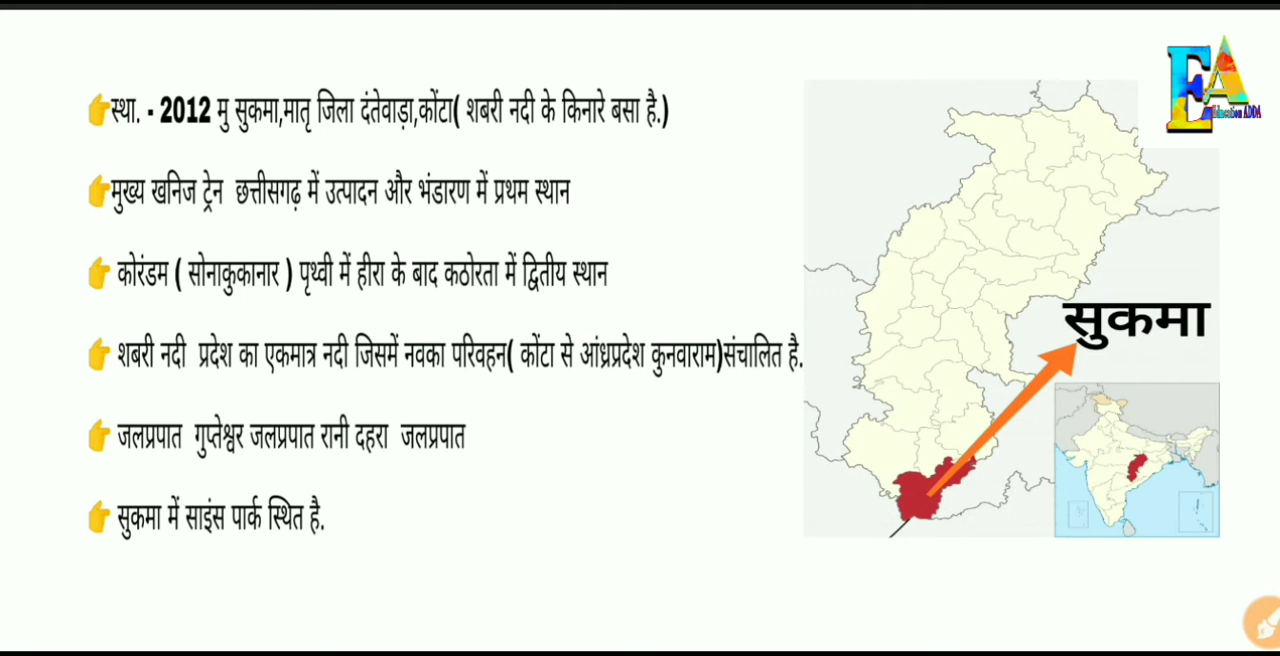 👉स्था. - 2012 मु सुकमा,मातृ जिला दंतेवाड़ा,कोंटा( शबरी नदी के किनारे बसा है.)
👉मुख्य खनिज ट्रेन छत्तीसगढ़ में उत्पादन और भंडारण में प्रथम स्थान
👉 कोरंडम ( सोनाकुकानार ) पृथ्वी में हीरा के बाद कठोरता में द्वितीय स्थान
👉 शबरी नदी प्रदेश का एकमात्र नदी जिसमें नवका परिवहन( कोंटा से आंध्रप्रदेश कुनवाराम)संचालित है.
👉 जलप्रपात गुप्तेश्वर जलप्रपात रानी दहरा जलप्रपात
👉 सुकमा में साइंस पार्क स्थित है.
EA
Education ADDA
सुकमा